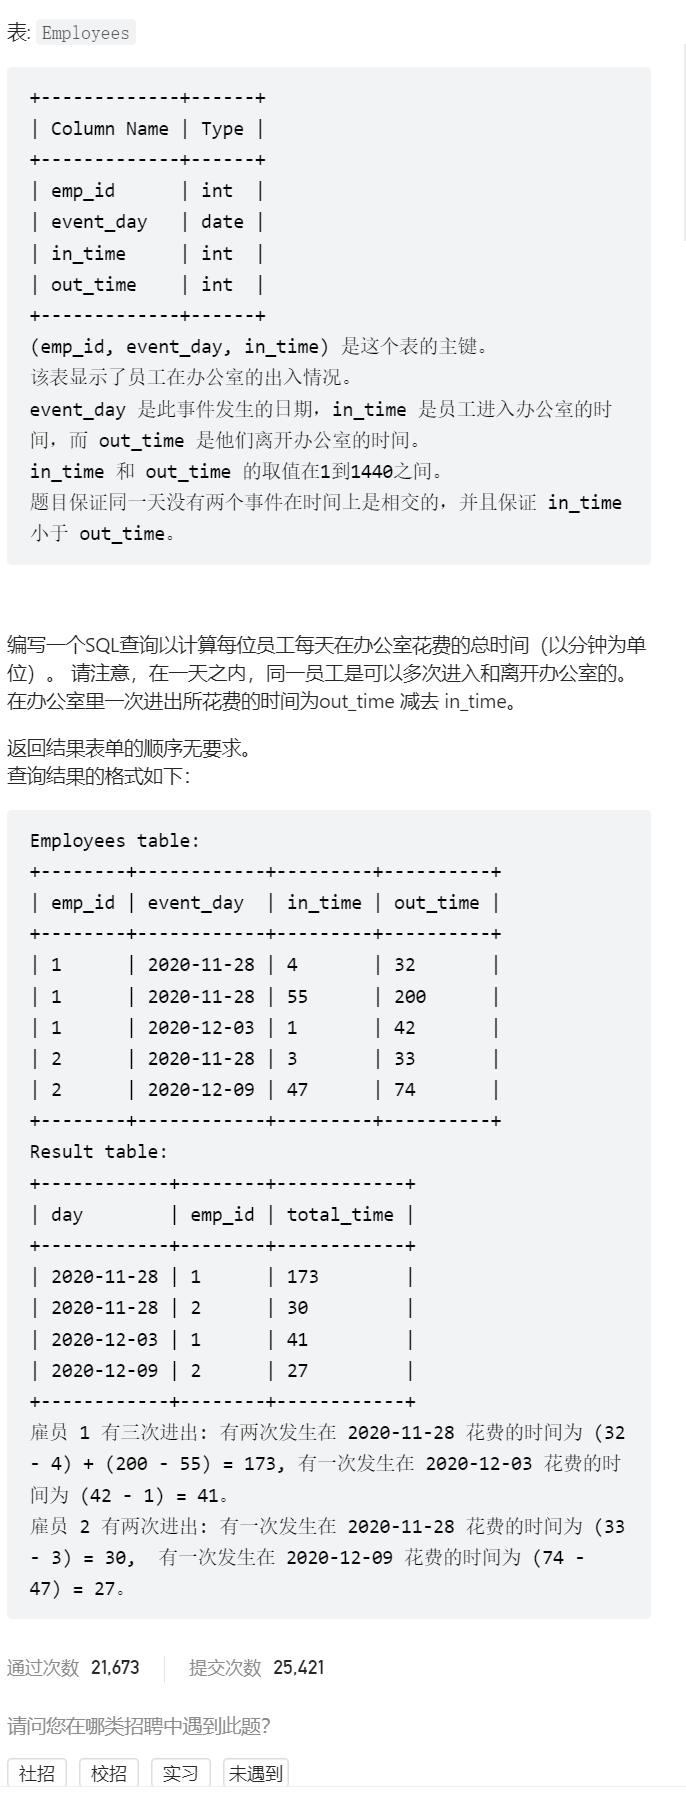 表: Employees
+-------------+------+
| Column Name | Type |
+-------------+------+
| emp_id      | int  |
| event_day   | date |
| in_time     | int  |
| out_time    | int  |
+-------------+------+
(emp_id, event_day, in_time) 是这个表的主键。
该表显示了员工在办公室的出入情况。
event_day 是此事件发生的日期，in_time 是员工进入办公室的时
间，而 out_time 是他们离开办公室的时间。
in_time 和 out_time 的取值在1到1440之间。
题目保证同一天没有两个事件在时间上是相交的，并且保证 in_time
小于 out_time。
编写一个SQL查询以计算每位员工每天在办公室花费的总时间（以分钟为单
位）。 请注意，在一天之内，同一员工是可以多次进入和离开办公室的。
在办公室里一次进出所花费的时间为out_time 减去 in_time。
返回结果表单的顺序无要求。
查询结果的格式如下：
Employees table:
+--------+------------+---------+----------+
| emp_id | event_day  | in_time | out_time |
+--------+------------+---------+----------+
| 1      | 2020-11-28 | 4       | 32       |
| 1      | 2020-11-28 | 55      | 200      |
| 1      | 2020-12-03 | 1       | 42       |
| 2      | 2020-11-28 | 3       | 33       |
| 2      | 2020-12-09 | 47      | 74       |
+--------+------------+---------+----------+
Result table:
+------------+--------+------------+
| day        | emp_id | total_time |
+------------+--------+------------+
| 2020-11-28 | 1      | 173        |
| 2020-11-28 | 2      | 30         |
| 2020-12-03 | 1      | 41         |
| 2020-12-09 | 2      | 27         |
+------------+--------+------------+
雇员 1 有三次进出: 有两次发生在 2020-11-28 花费的时间为 (32
- 4) + (200 - 55) = 173, 有一次发生在 2020-12-03 花费的时
间为 (42 - 1) = 41。
雇员 2 有两次进出: 有一次发生在 2020-11-28 花费的时间为 (33
- 3) = 30,  有一次发生在 2020-12-09 花费的时间为 (74 -
47) = 27。
通过次数 21,673 提交次数 25,421
请问您在哪类招聘中遇到此题？
社招 校招 实习 未遇到